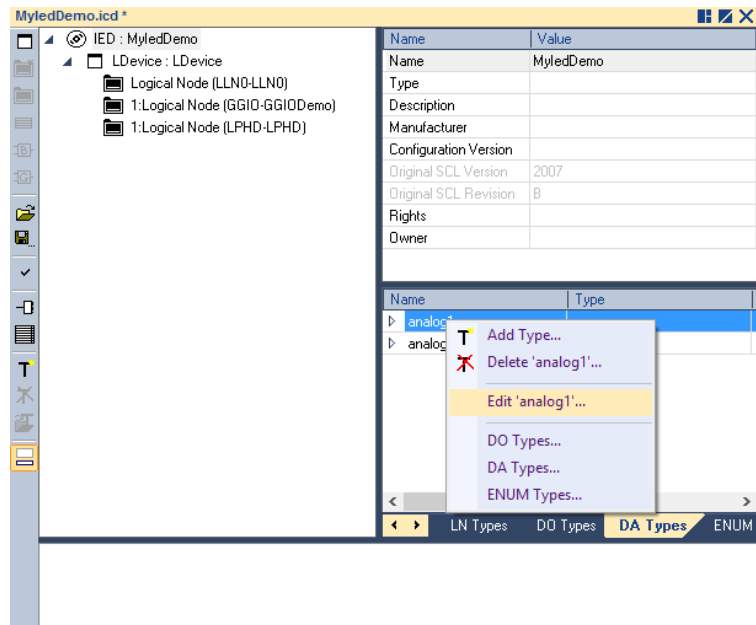 MyledDemo.icd *
IED : MyledDemo
LDevice : LDevice
Logical Node (LLN0-LLN0)
1:Logical Node (GGIO-GGIODemo)
1:Logical Node (LPHD-LPHD)
Name Value
Name MyledDemo
Type
Description
Manufacturer
Configuration Version
Original SCL Version 2007
Original SCL Revision B
Rights
Owner
Name Type
analog1
analog
T Add Type...
Delete 'analog1'...
Edit 'analog1'...
DO Types...
DA Types...
ENUM Types...
LN Types DO Types DA Types ENUM